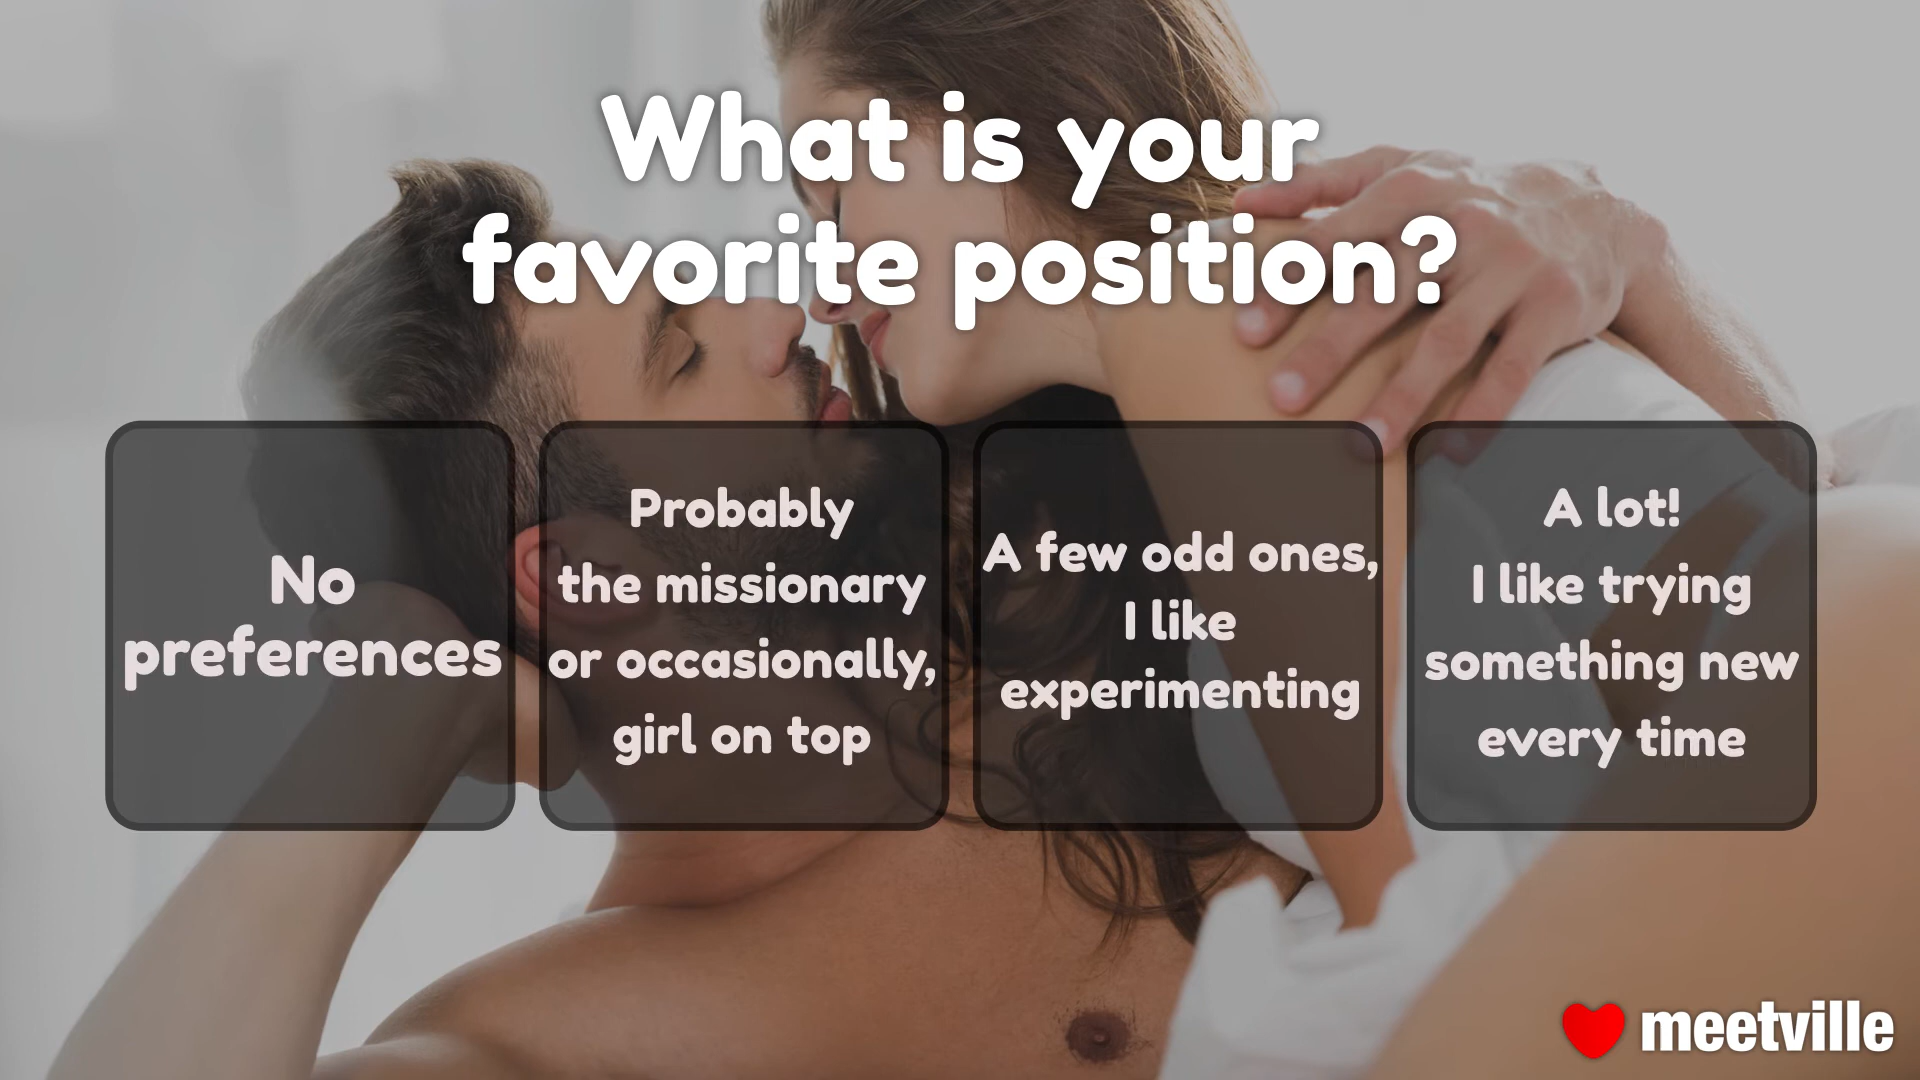 What is your
favorite position?
No
preferences
Probably
the missionary
or occasionally,
girl on top
A few odd ones,
I like
experimenting
A lot!
I like trying
something new
every time
meetville